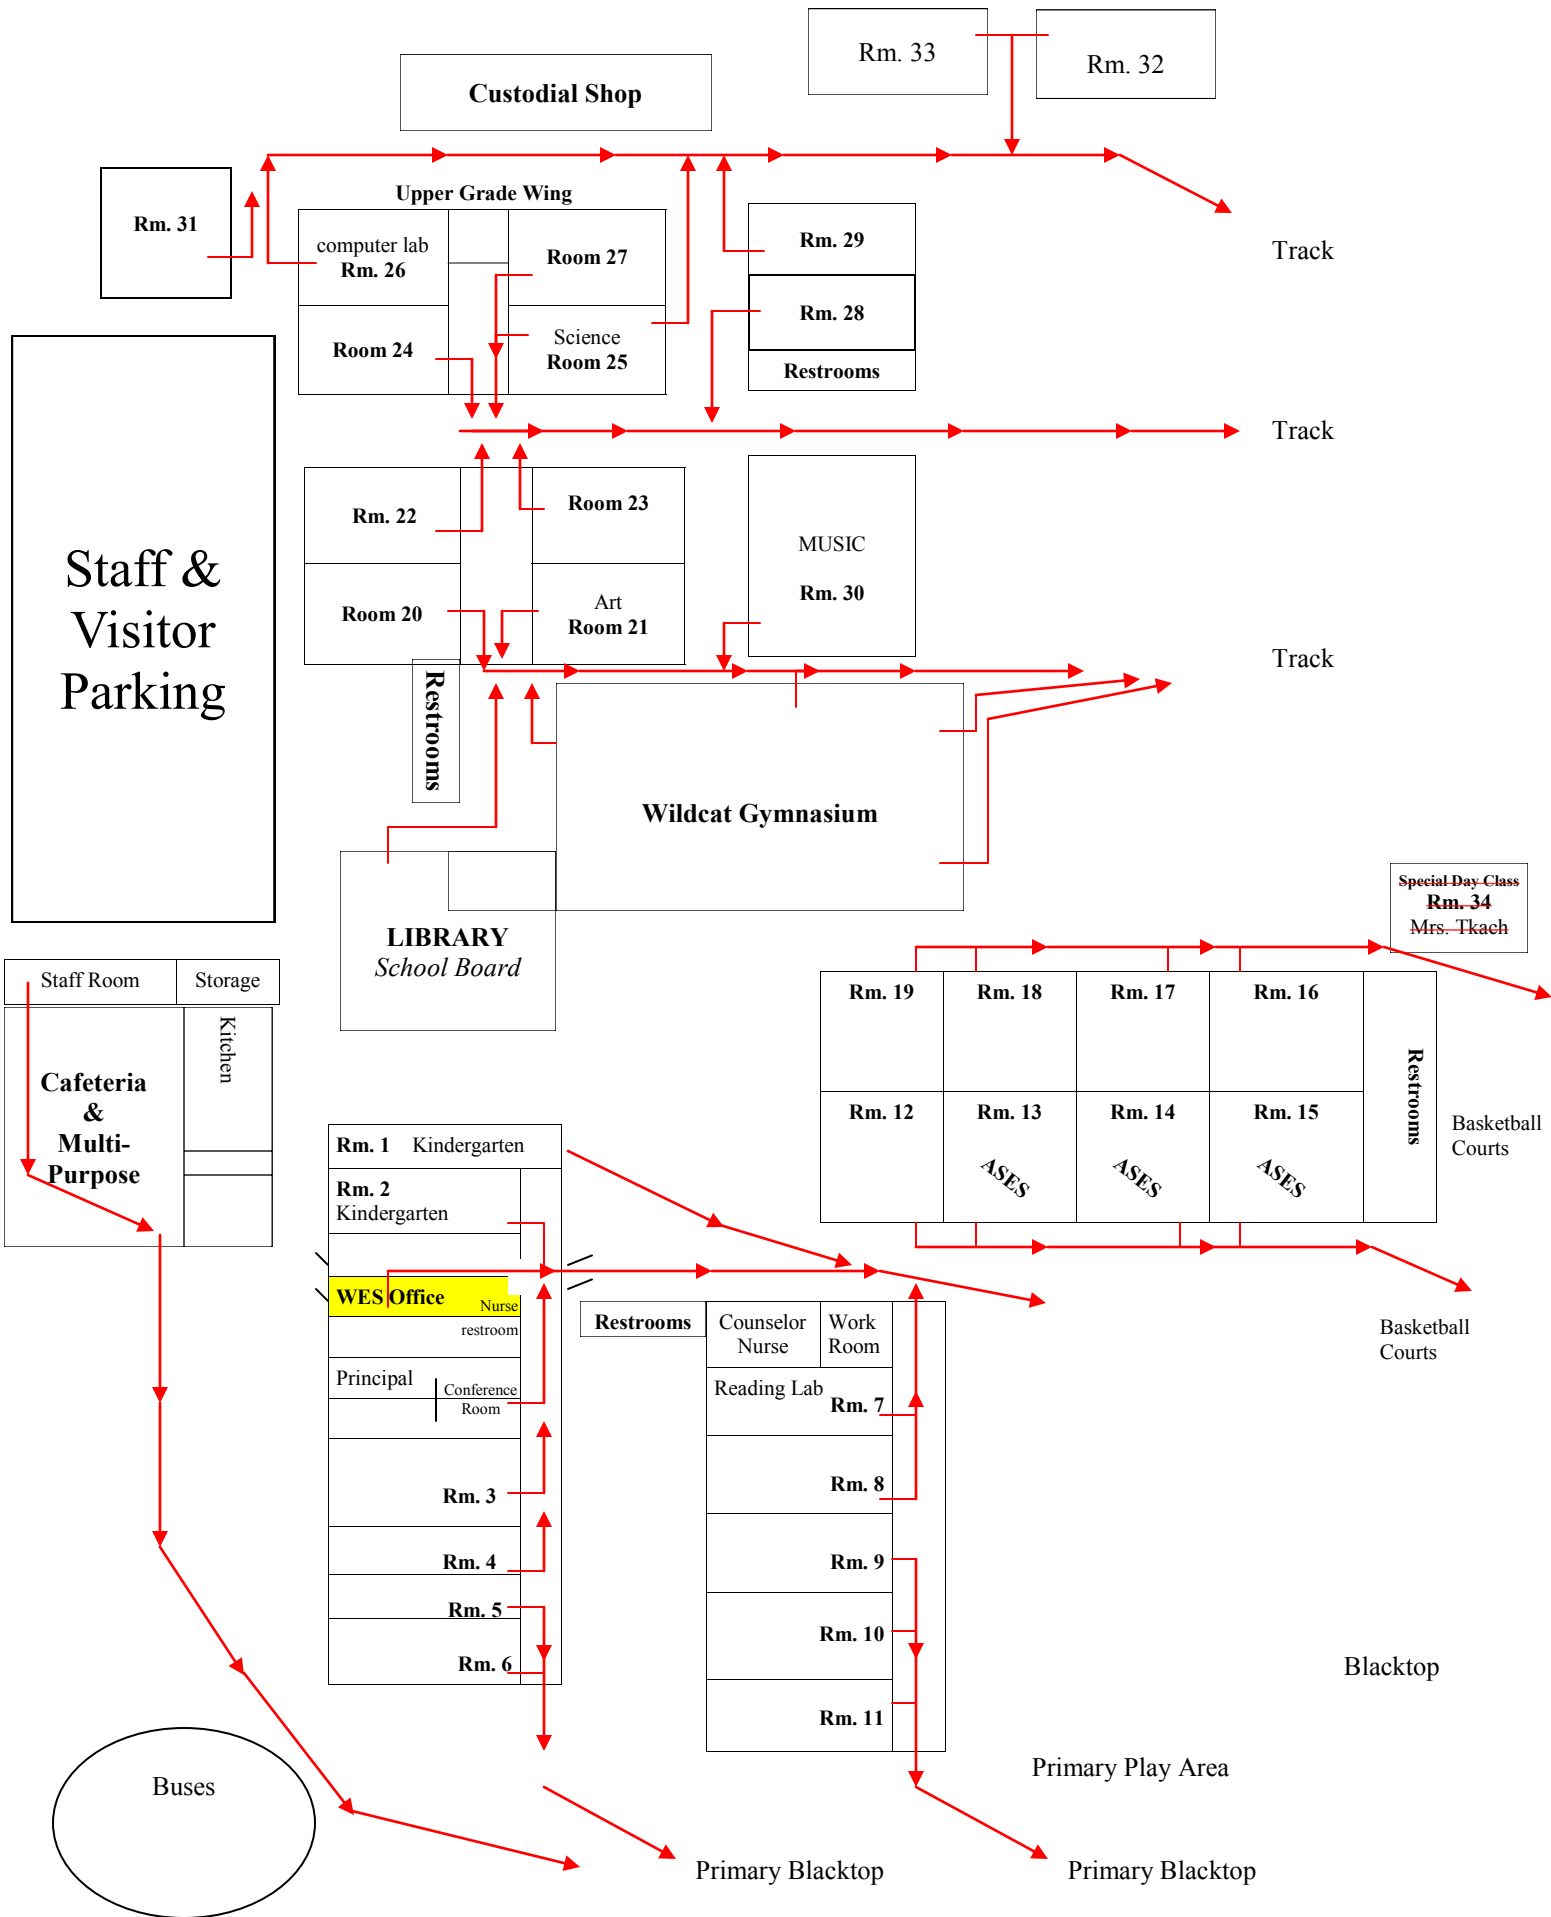 Rm. 33
Rm. 32
Custodial Shop
Upper Grade Wing
Rm. 31
computer lab
Rm. 26
Room 27
Rm. 29
Track
Rm. 28
Room 24
Science
Room 25
Restrooms
Track
Rm. 22
Room 23
MUSIC
Rm. 30
Staff &
Visitor
Parking
Room 20
Art
Room 21
Track
Restrooms
Wildcat Gymnasium
Special Day Class
Rm. 34
Mrs. Tkach
LIBRARY
School Board
Staff Room
Storage
Kitchen
Cafeteria
&
Multi-
Purpose
Rm. 19
Rm. 18
Rm. 17
Rm. 16
Restrooms
Rm. 12
Rm. 13
Rm. 14
Rm. 15
ASES
ASES
ASES
Basketball
Courts
Rm. 1 Kindergarten
Rm. 2
Kindergarten
WES Office
Nurse
restroom
Restrooms
Counselor
Nurse
Work
Room
Basketball
Courts
Principal
Conference
Room
Reading Lab
Rm. 7
Rm. 3
Rm. 8
Rm. 4
Rm. 9
Rm. 5
Rm. 10
Rm. 6
Rm. 11
Blacktop
Primary Play Area
Buses
Primary Blacktop
Primary Blacktop